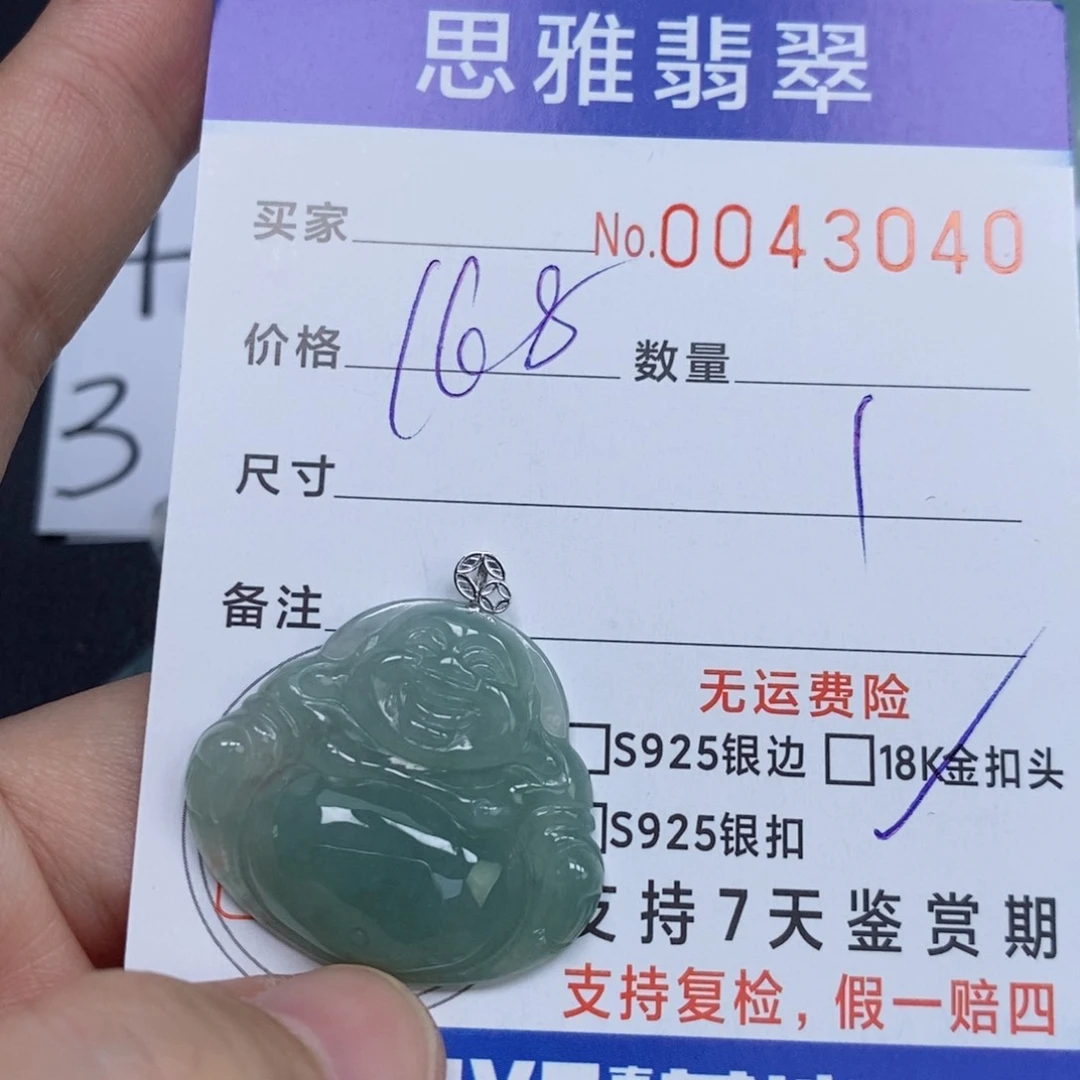 思雅翡翠
买家 No.0043040
价格 168 数量 1
尺寸
备注
无运费险
S925银边 18K金扣头
S925银扣
支持7天鉴赏期
支持复检，假一赔四
3